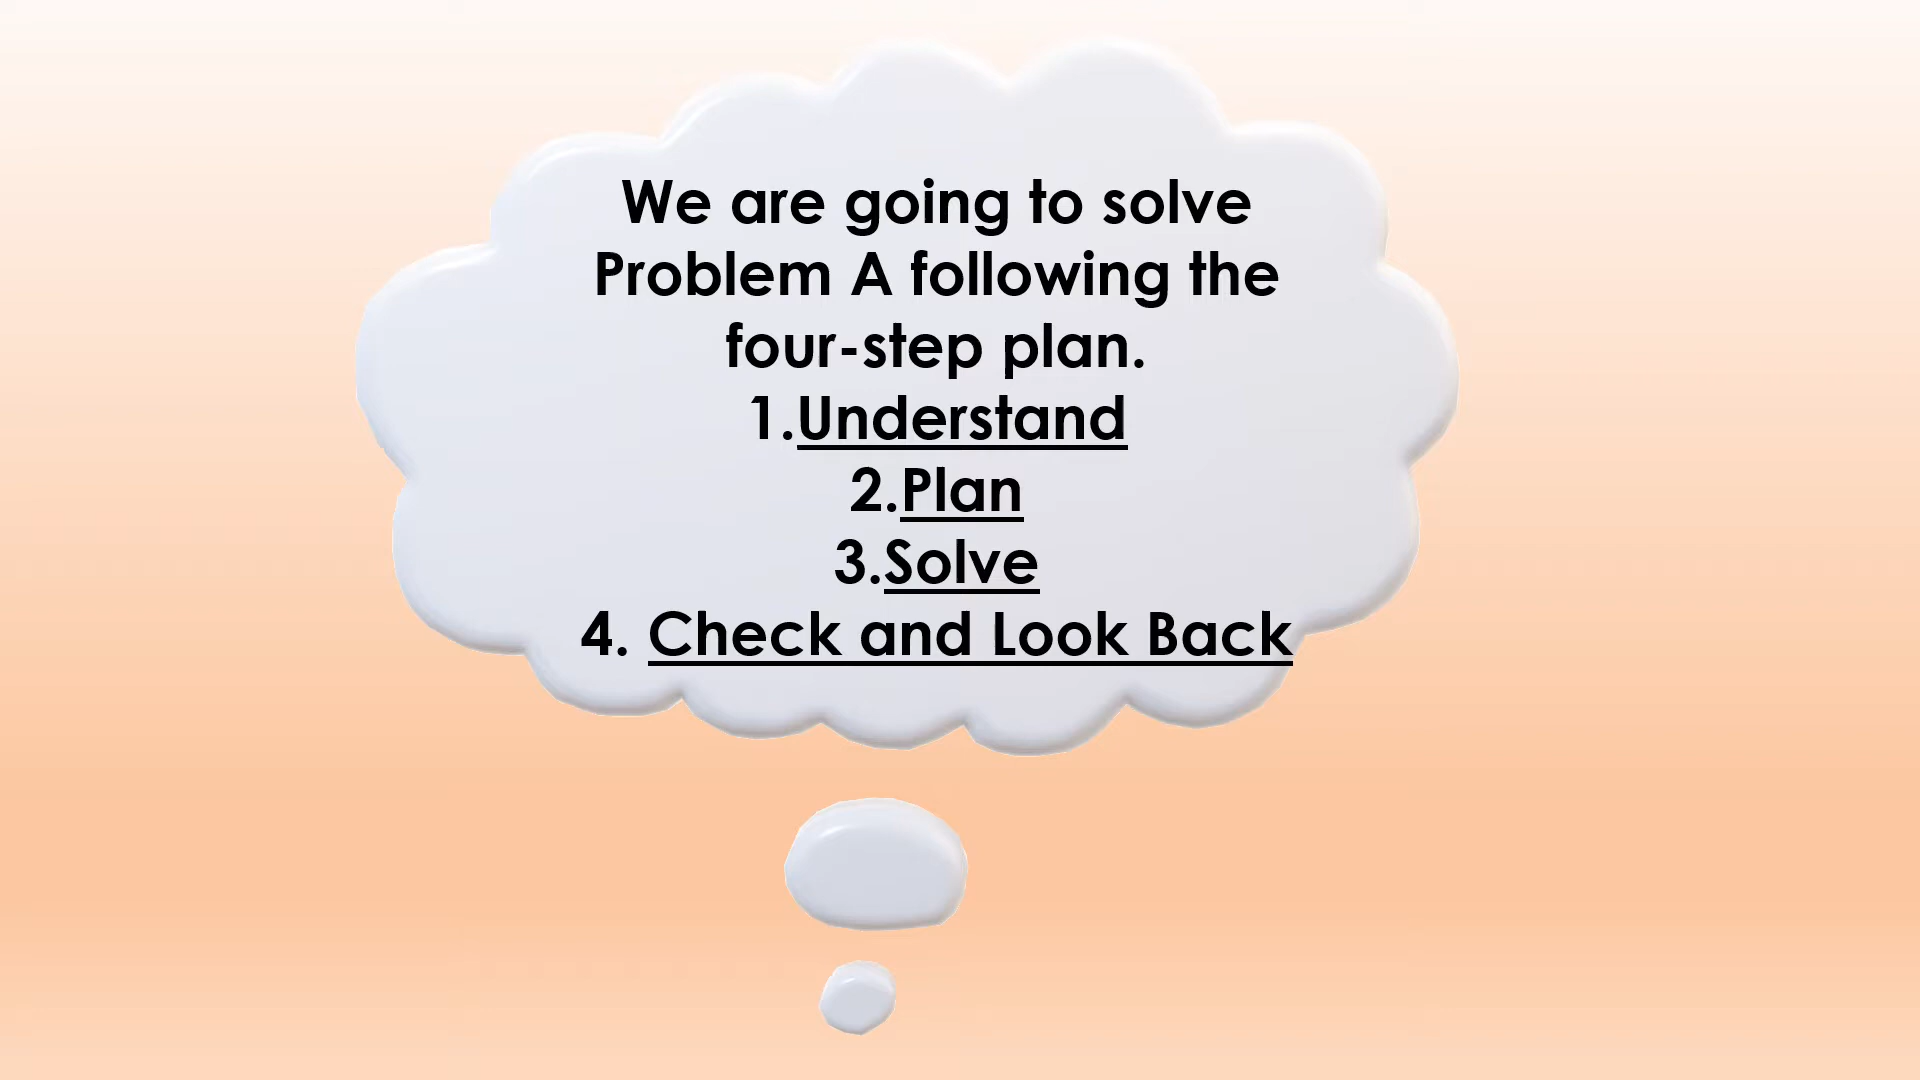 We are going to solve
Problem A following the
four-step plan.
1.Understand
2.Plan
3.Solve
4. Check and Look Back